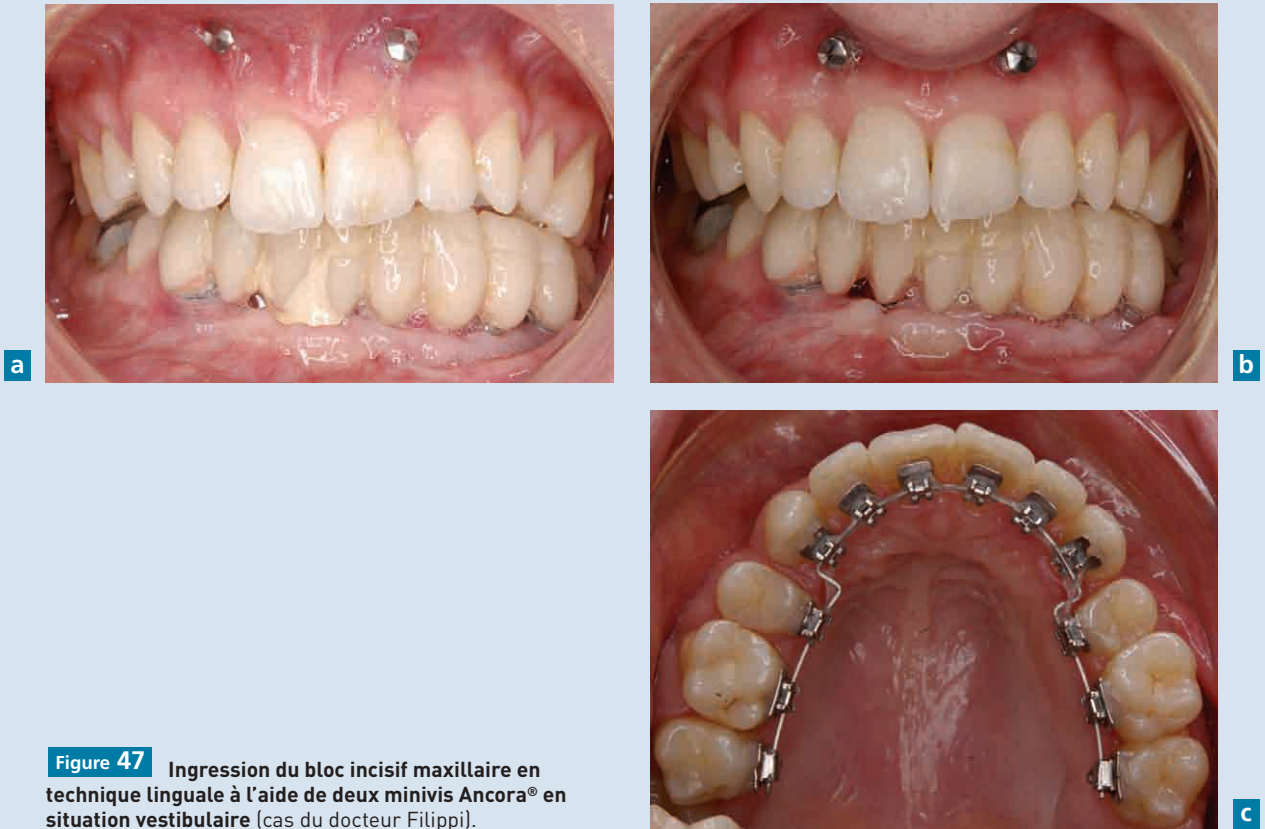 a
b
c
Figure 47 Ingression du bloc incisif maxillaire en
technique linguale à l’aide de deux minivis Ancora® en
situation vestibulaire (cas du docteur Filippi).